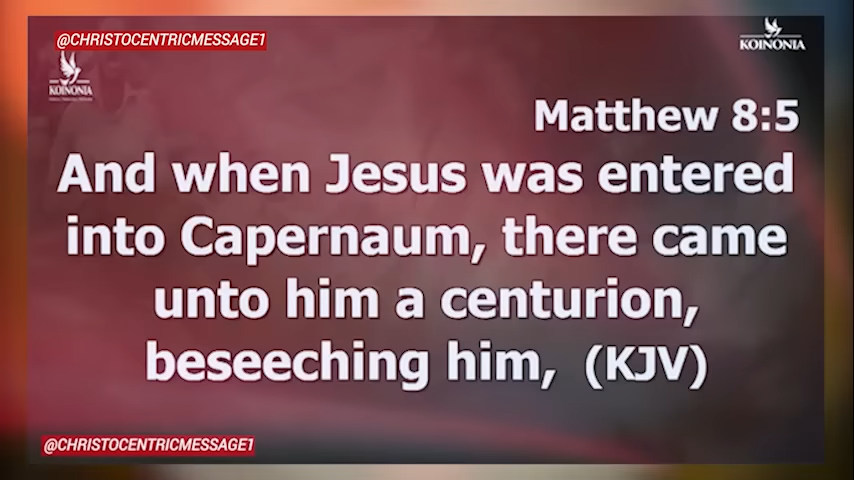 @CHRISTOCENTRICMESSAGE1
KOINONIA
KOINONIA
Matthew 8:5
And when Jesus was entered
into Capernaum, there came
unto him a centurion,
beseeching him, (KJV)
@CHRISTOCENTRICMESSAGE1